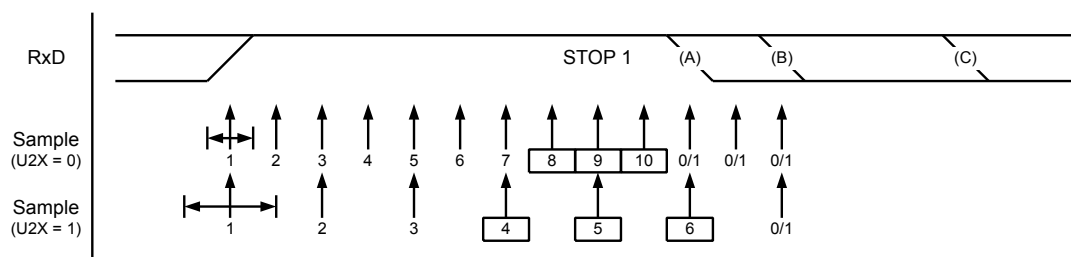 RxD STOP 1 (A) (B) (C)
Sample
(U2X = 0)
1 2 3 4 5 6 7 8 9 10 0/1 0/1 0/1
Sample
(U2X = 1)
1 2 3 4 5 6 0/1